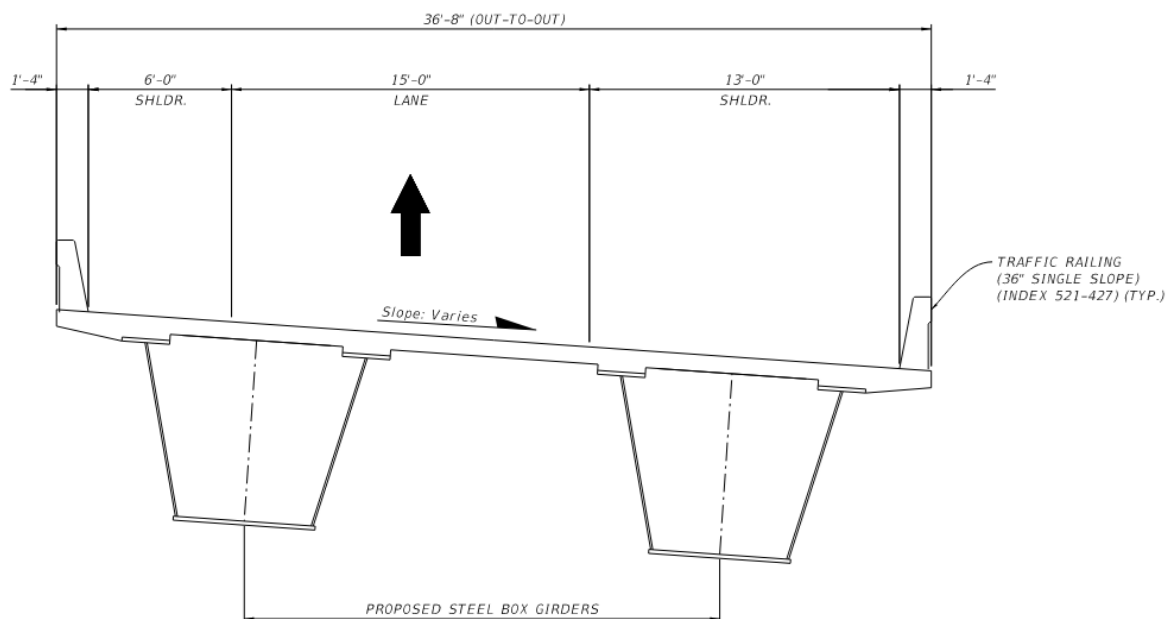 36'-8" (OUT-TO-OUT)
1'-4"
6'-0"
SHLDR.
15'-0"
LANE
13'-0"
SHLDR.
1'-4"
TRAFFIC RAILING
(36" SINGLE SLOPE)
(INDEX 521-427) (TYP.)
Slope: Varies
PROPOSED STEEL BOX GIRDERS